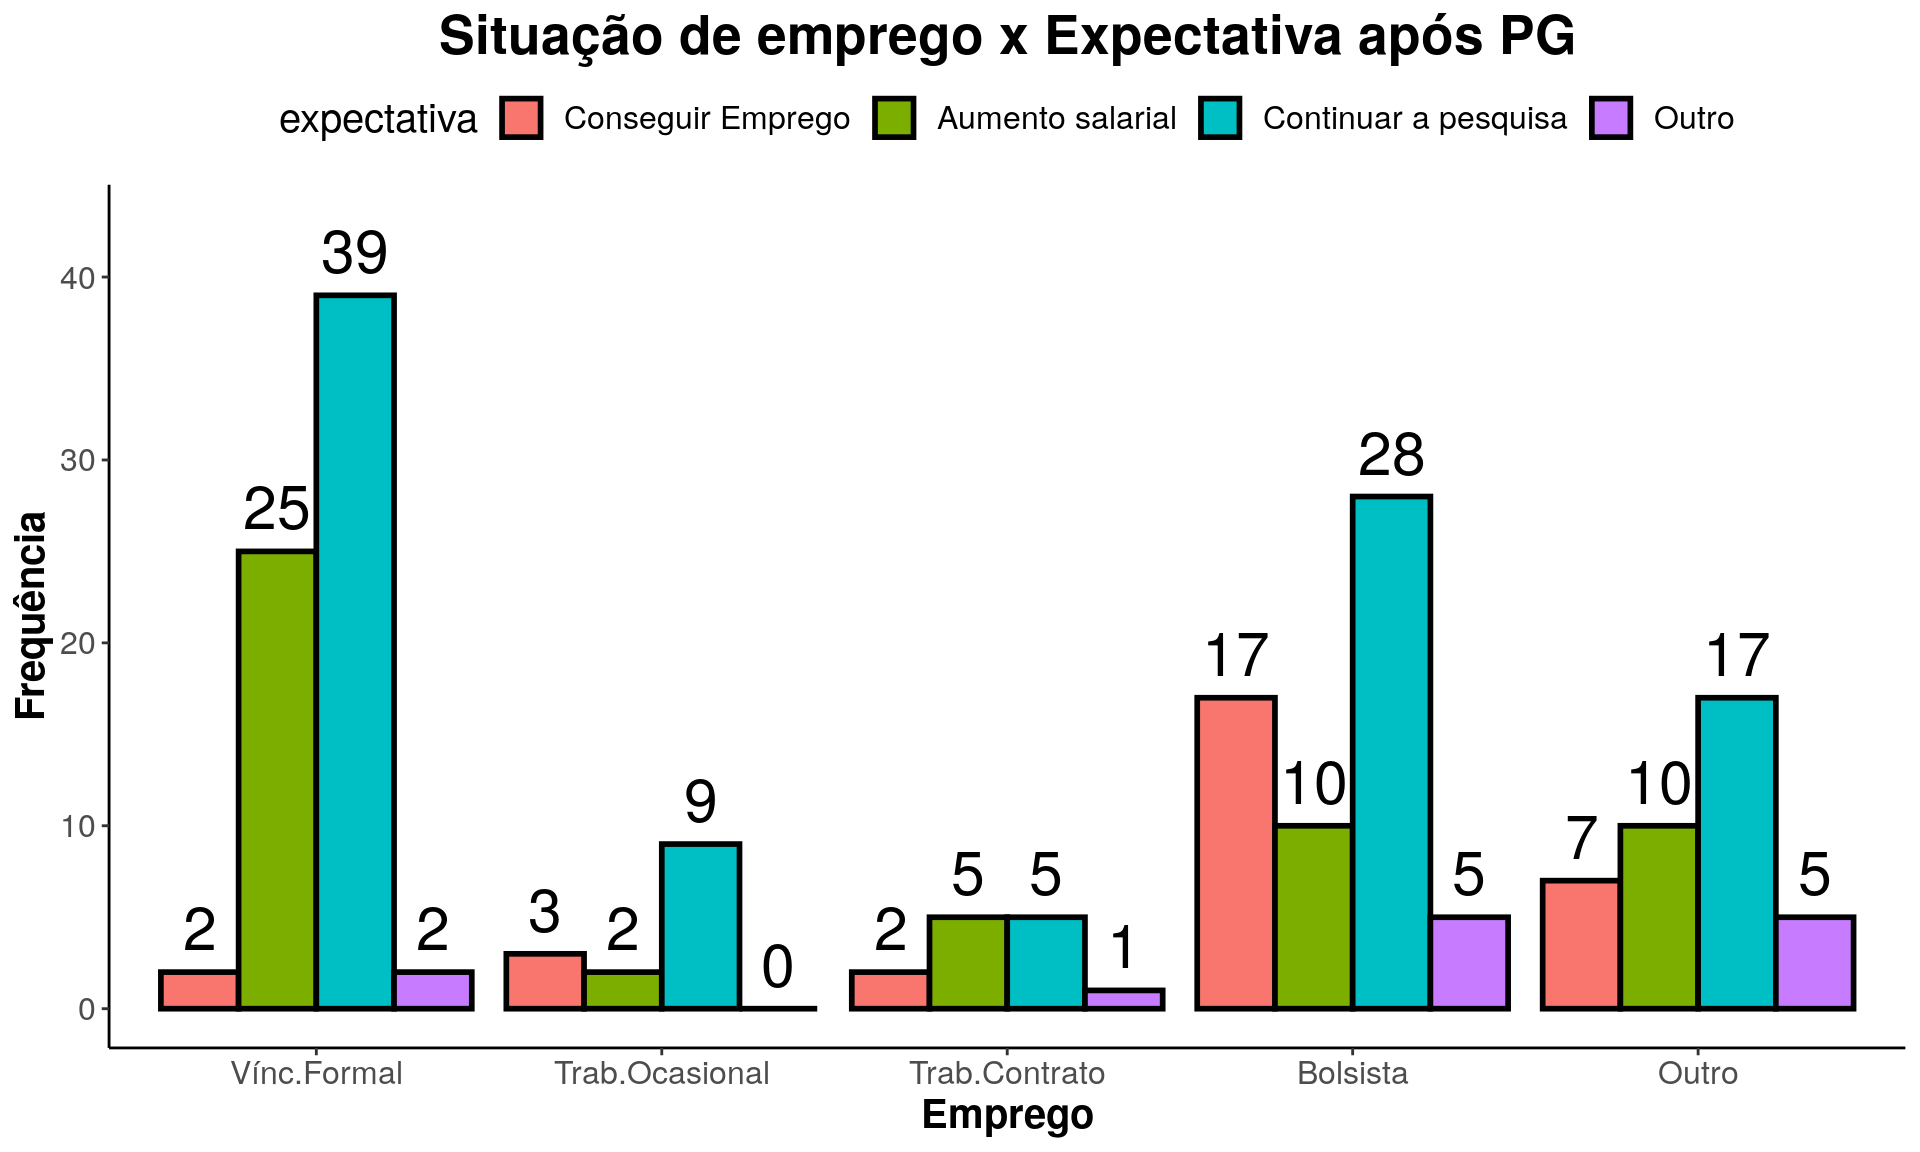 Situação de emprego x Expectativa após PG
expectativa Conseguir Emprego Aumento salarial Continuar a pesquisa Outro
Frequência
40
30
20
10
0
2 25 39 2
3 2 9 0
2 5 5 1
17 10 28 5
7 10 17 5
Vínc.Formal Trab.Ocasional Trab.Contrato Bolsista Outro
Emprego